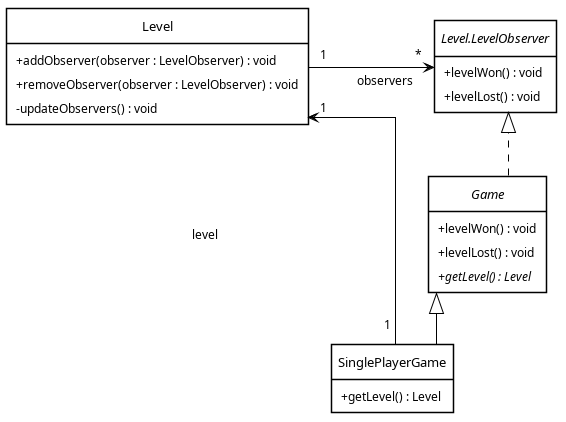 Level
+addObserver(observer : LevelObserver) : void
+removeObserver(observer : LevelObserver) : void
-updateObservers() : void
1
*
observers
Level.LevelObserver
+levelWon() : void
+levelLost() : void
1
Game
+levelWon() : void
+levelLost() : void
+getLevel() : Level
level
1
SinglePlayerGame
+getLevel() : Level